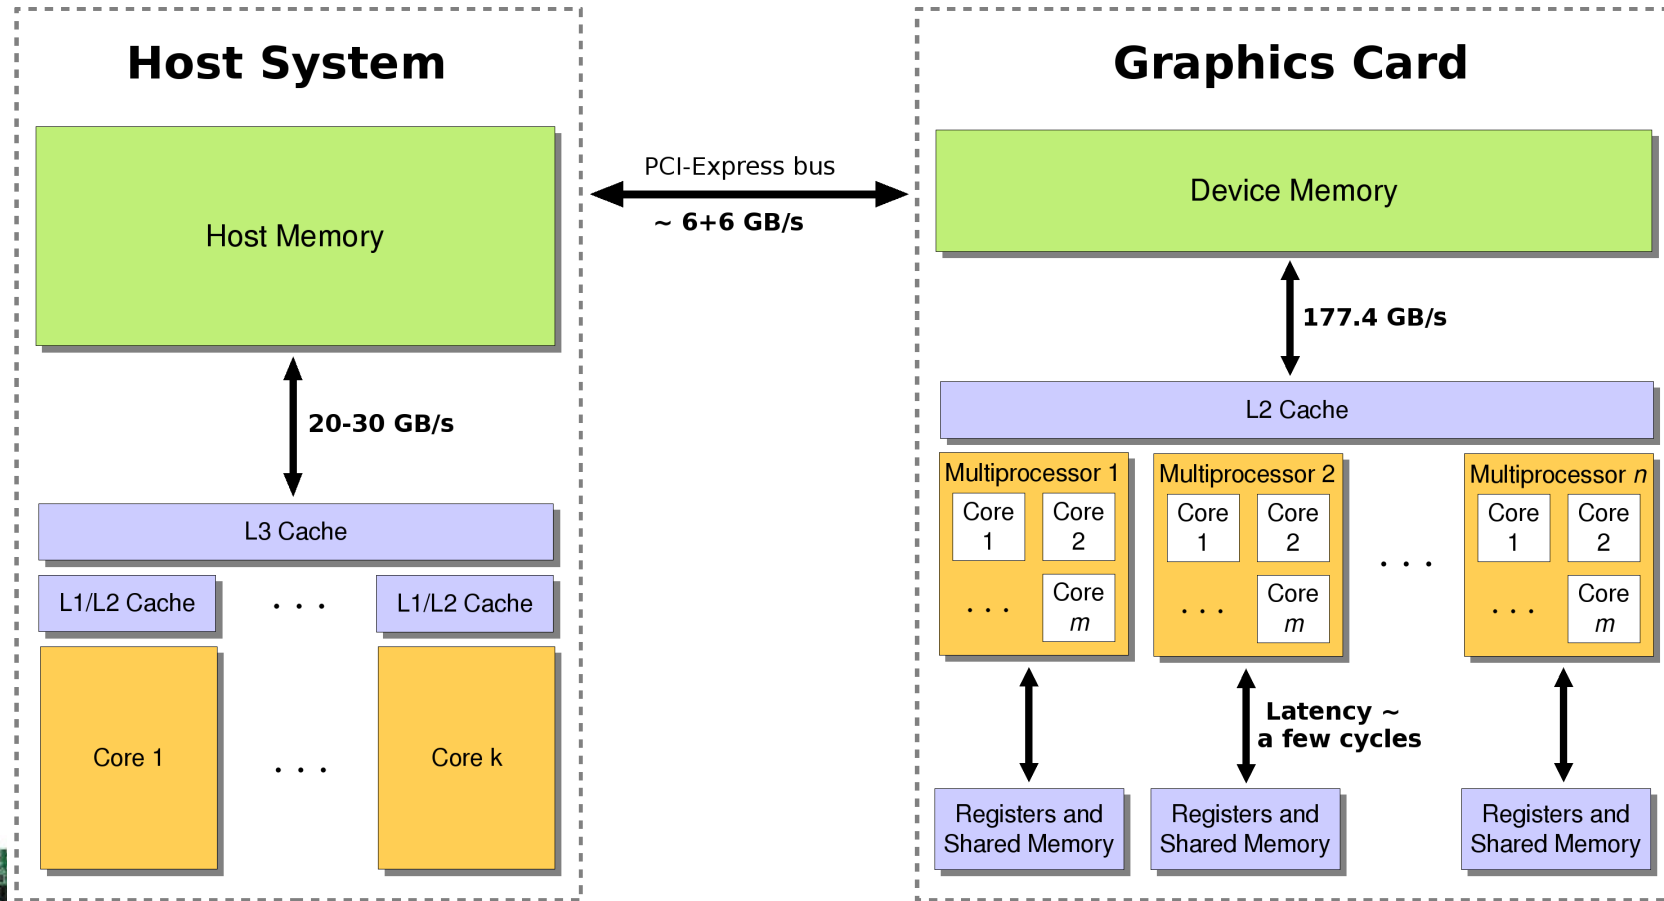 Host System
Host Memory
20-30 GB/s
L3 Cache
L1/L2 Cache
. . .
L1/L2 Cache
Core 1
. . .
Core k
PCI-Express bus
~ 6+6 GB/s
Graphics Card
Device Memory
177.4 GB/s
L2 Cache
Multiprocessor 1
Core
1
Core
2
. . .
Core
m
Multiprocessor 2
Core
1
Core
2
. . .
Core
m
. . .
Multiprocessor n
Core
1
Core
2
. . .
Core
m
Latency ~
a few cycles
Registers and
Shared Memory
Registers and
Shared Memory
Registers and
Shared Memory